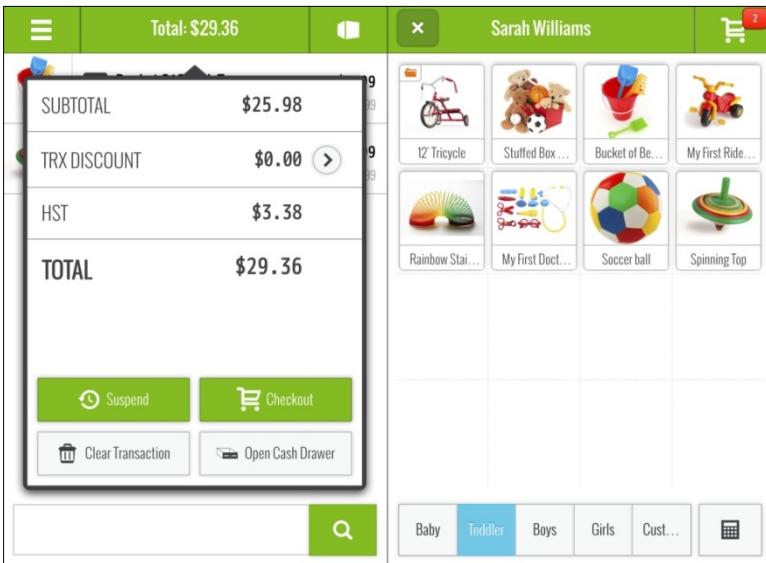 Total: $29.36
SUBTOTAL $25.98
TRX DISCOUNT $0.00
HST $3.38
TOTAL $29.36
Suspend Checkout
Clear Transaction Open Cash Drawer
Sarah Williams 2
12' Tricycle Stuffed Box ... Bucket of Be... My First Ride...
Rainbow Stai... My First Doct... Soccer ball Spinning Top
Baby Toddler Boys Girls Cust...